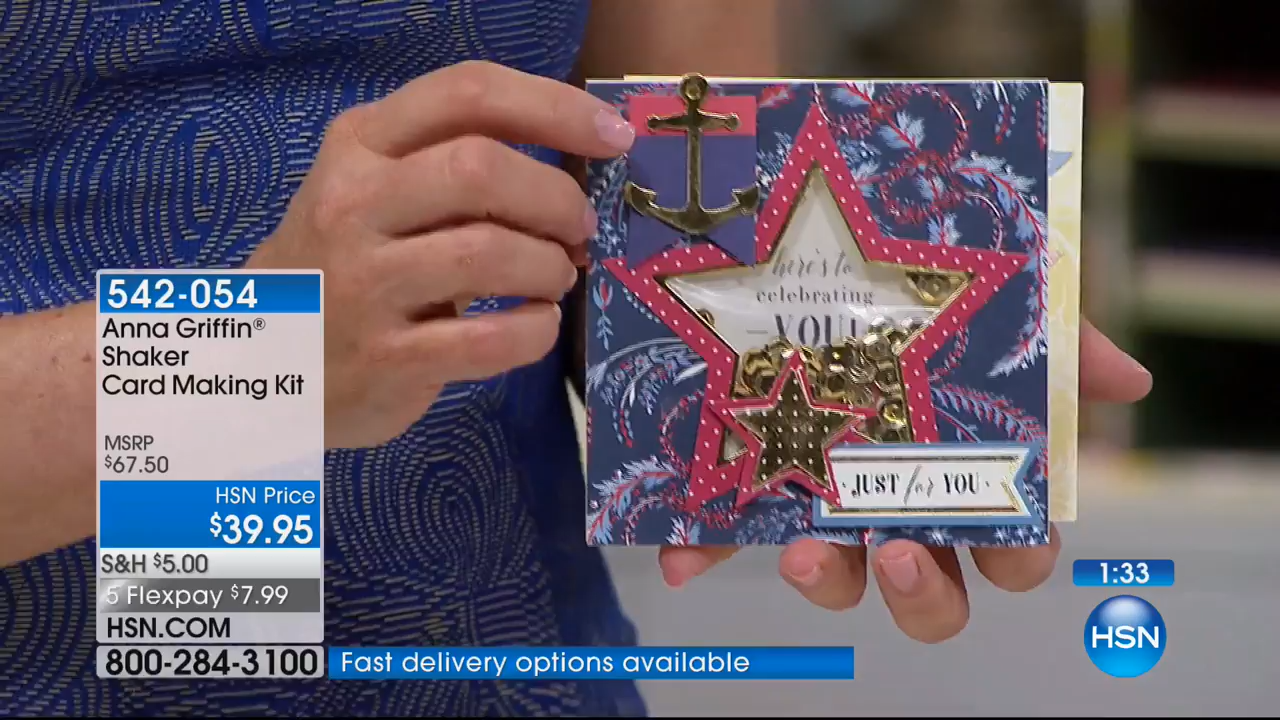 542-054
Anna Griffin®
Shaker
Card Making Kit
MSRP
$67.50
HSN Price
$39.95
S&H $5.00
5 Flexpay $7.99
HSN.COM
800-284-3100
Fast delivery options available
here's to
celebrating
—YOU!
·JUST for YOU·
1:33
HSN